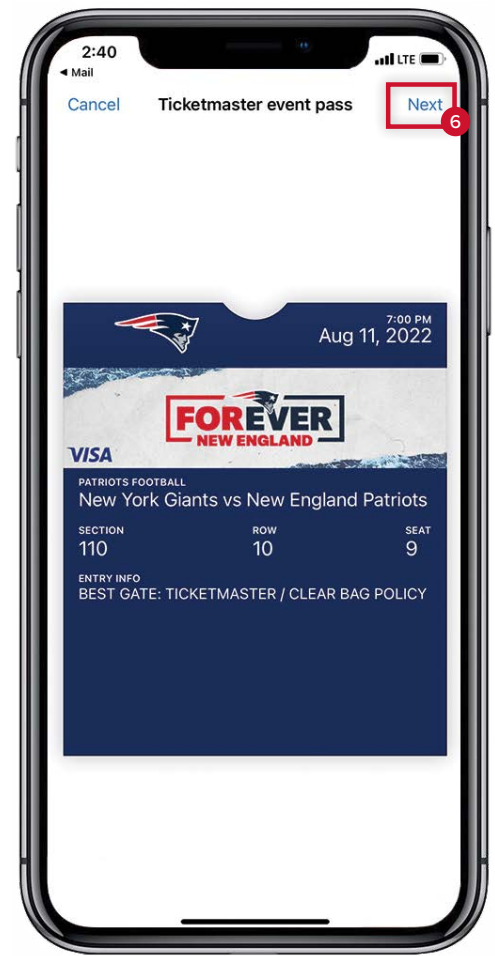 2:40
LTE
◀ Mail
Cancel Ticketmaster event pass Next
6
7:00 PM
Aug 11, 2022
FOREVER
NEW ENGLAND
VISA
PATRIOTS FOOTBALL
New York Giants vs New England Patriots
SECTION ROW SEAT
110 10 9
ENTRY INFO
BEST GATE: TICKETMASTER / CLEAR BAG POLICY